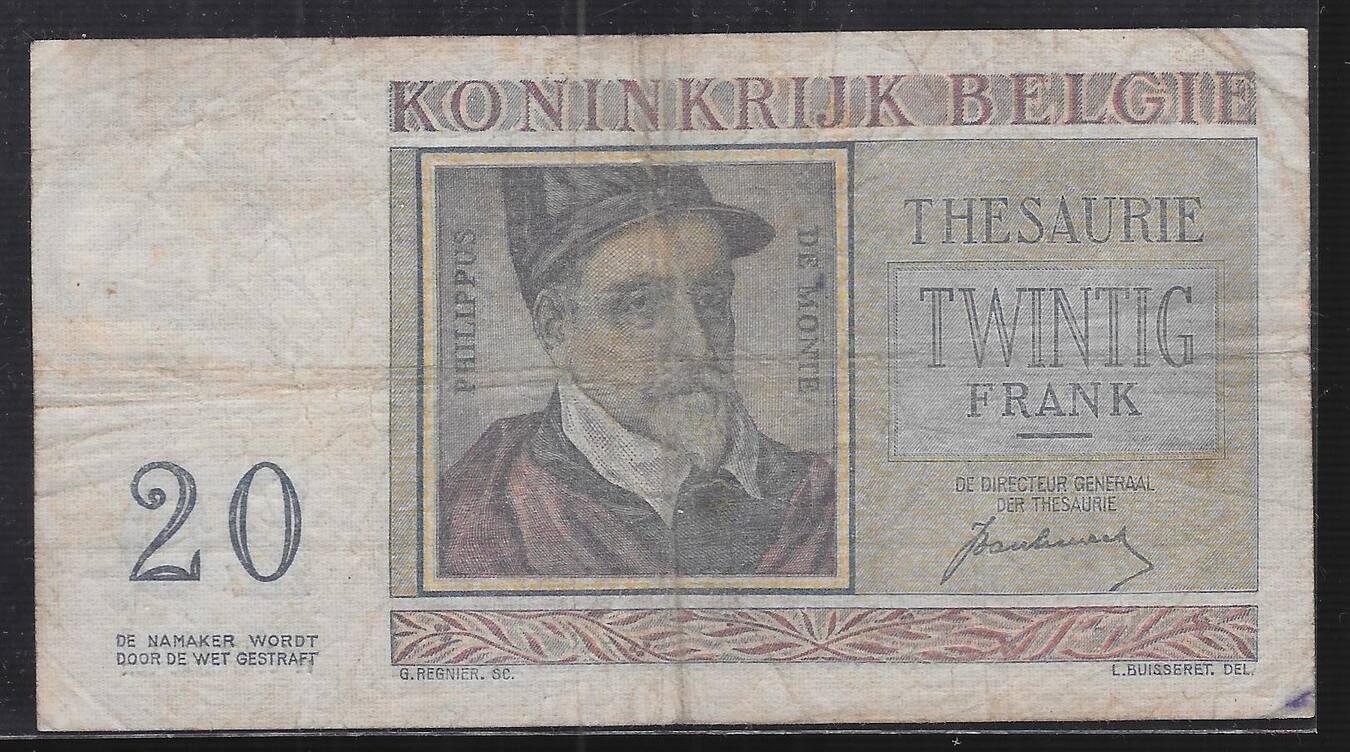 KONINKRIJK BELGIE
PHILIPPUS
DE MONTE
THESAURIE
TWINTIG
FRANK
DE DIRECTEUR GENERAAL
DER THESAURIE
20
DE NAMAKER WORDT
DOOR DE WET GESTRAFT
G. REGNIER. SC.
L. BUISSERET. DEL.